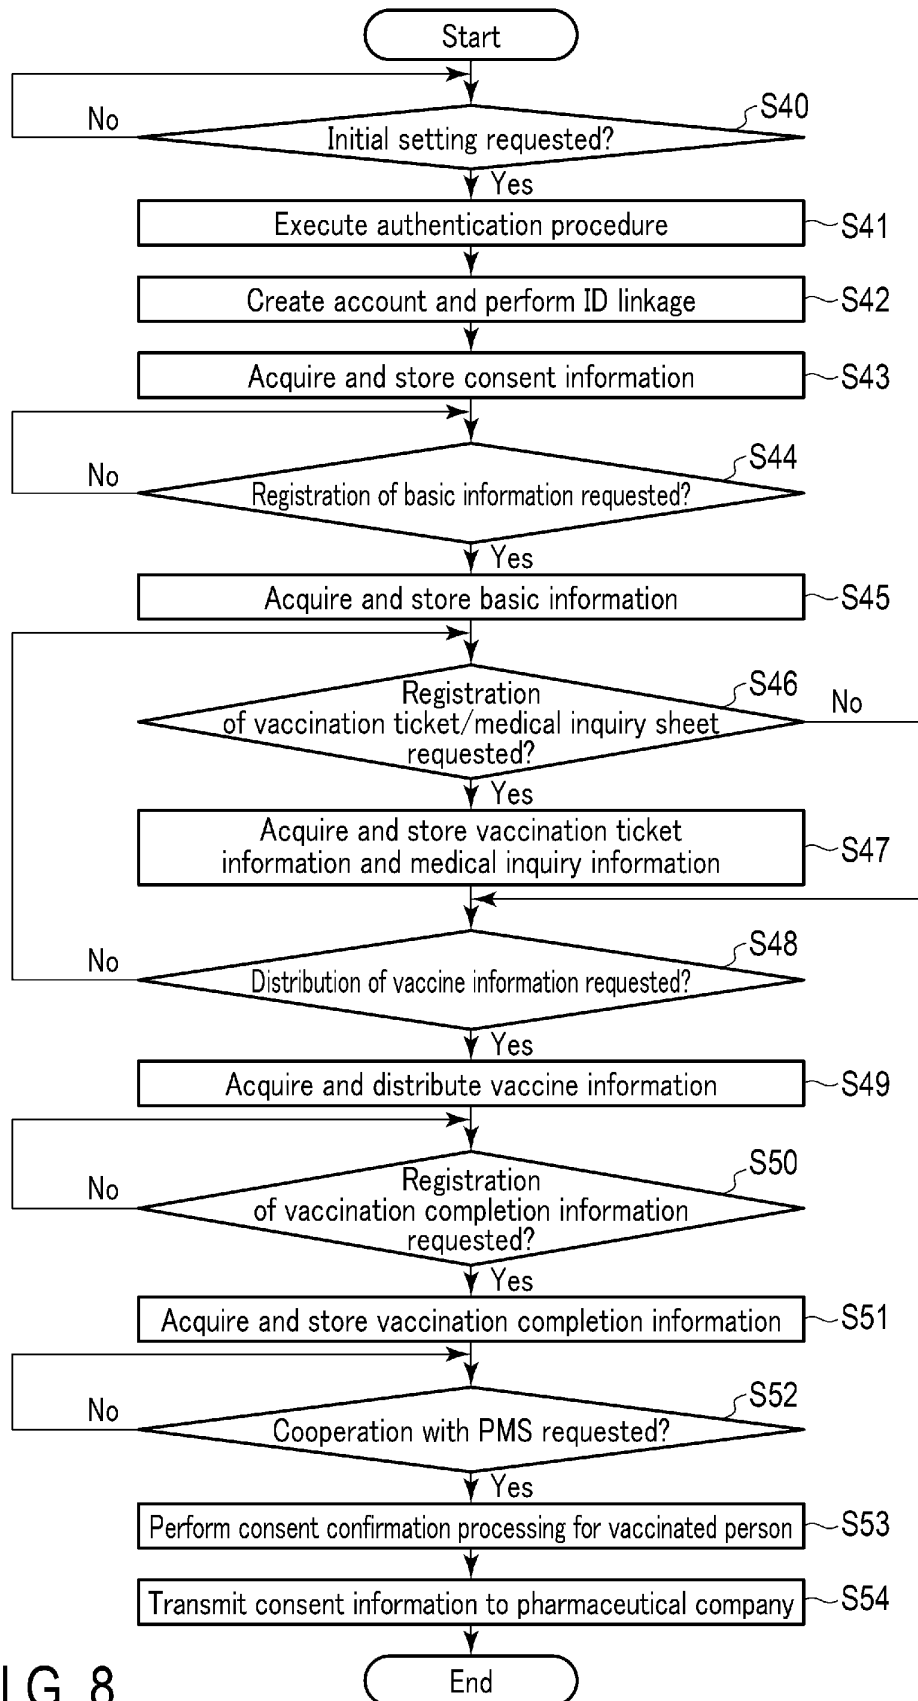 Start
No
S40
Initial setting requested?
Yes
Execute authentication procedure
S41
Create account and perform ID linkage
S42
Acquire and store consent information
S43
S44
No
Registration of basic information requested?
Yes
Acquire and store basic information
S45
Registration
S46
No
of vaccination ticket/medical inquiry sheet
requested?
Yes
Acquire and store vaccination ticket
information and medical inquiry information
S47
S48
No
Distribution of vaccine information requested?
Yes
Acquire and distribute vaccine information
S49
S50
Registration
No
of vaccination completion information
requested?
Yes
Acquire and store vaccination completion information
S51
S52
No
Cooperation with PMS requested?
Yes
Perform consent confirmation processing for vaccinated person
S53
Transmit consent information to pharmaceutical company
S54
End
I G. 8